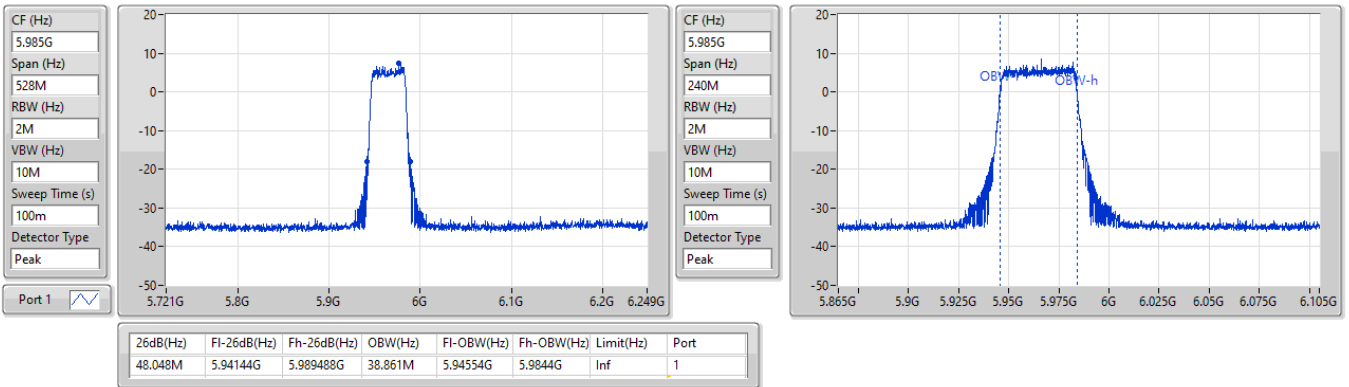 CF (Hz)
5.985G
Span (Hz)
528M
RBW (Hz)
2M
VBW (Hz)
10M
Sweep Time (s)
100m
Detector Type
Peak
Port 1
20
10
0
-10
-20
-30
-40
-50
5.721G 5.8G 5.9G 6G 6.1G 6.2G 6.249G
CF (Hz)
5.985G
Span (Hz)
240M
RBW (Hz)
2M
VBW (Hz)
10M
Sweep Time (s)
100m
Detector Type
Peak
20
10
0
-10
-20
-30
-40
-50
OBW-l
OBW-h
5.865G 5.9G 5.925G 5.95G 5.975G 6G 6.025G 6.05G 6.075G 6.105G
26dB(Hz) Fl-26dB(Hz) Fh-26dB(Hz) OBW(Hz) Fl-OBW(Hz) Fh-OBW(Hz) Limit(Hz) Port
48.048M 5.94144G 5.989488G 38.861M 5.94554G 5.9844G Inf 1